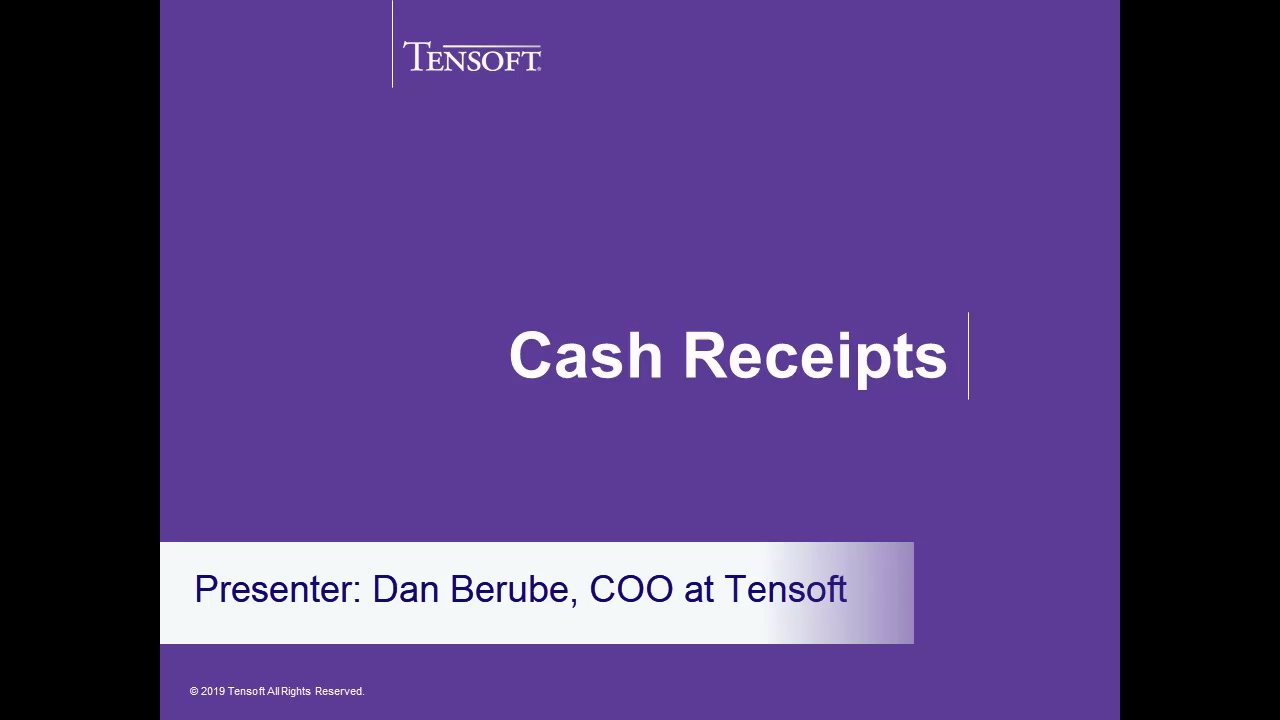 TENSOFT
Cash Receipts
Presenter: Dan Berube, COO at Tensoft
© 2019 Tensoft All Rights Reserved.